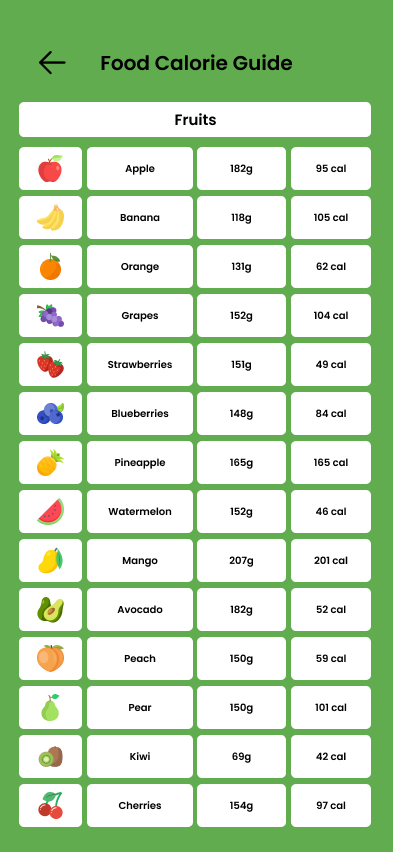 Food Calorie Guide
Fruits
Apple 182g 95 cal
Banana 118g 105 cal
Orange 131g 62 cal
Grapes 152g 104 cal
Strawberries 151g 49 cal
Blueberries 148g 84 cal
Pineapple 165g 165 cal
Watermelon 152g 46 cal
Mango 207g 201 cal
Avocado 182g 52 cal
Peach 150g 59 cal
Pear 150g 101 cal
Kiwi 69g 42 cal
Cherries 154g 97 cal